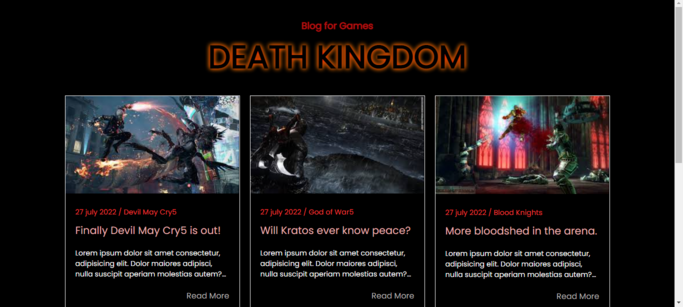 Blog for Games
DEATH KINGDOM
27 july 2022 / Devil May Cry5
Finally Devil May Cry5 is out!
Lorem ipsum dolor sit amet consectetur,
adipisicing elit. Dolor maiores adipisci,
nulla suscipit aperiam molestias autem?...
Read More
27 july 2022 / God of War5
Will Kratos ever know peace?
Lorem ipsum dolor sit amet consectetur,
adipisicing elit. Dolor maiores adipisci,
nulla suscipit aperiam molestias autem?...
Read More
27 july 2022 / Blood Knights
More bloodshed in the arena.
Lorem ipsum dolor sit amet consectetur,
adipisicing elit. Dolor maiores adipisci,
nulla suscipit aperiam molestias autem?...
Read More